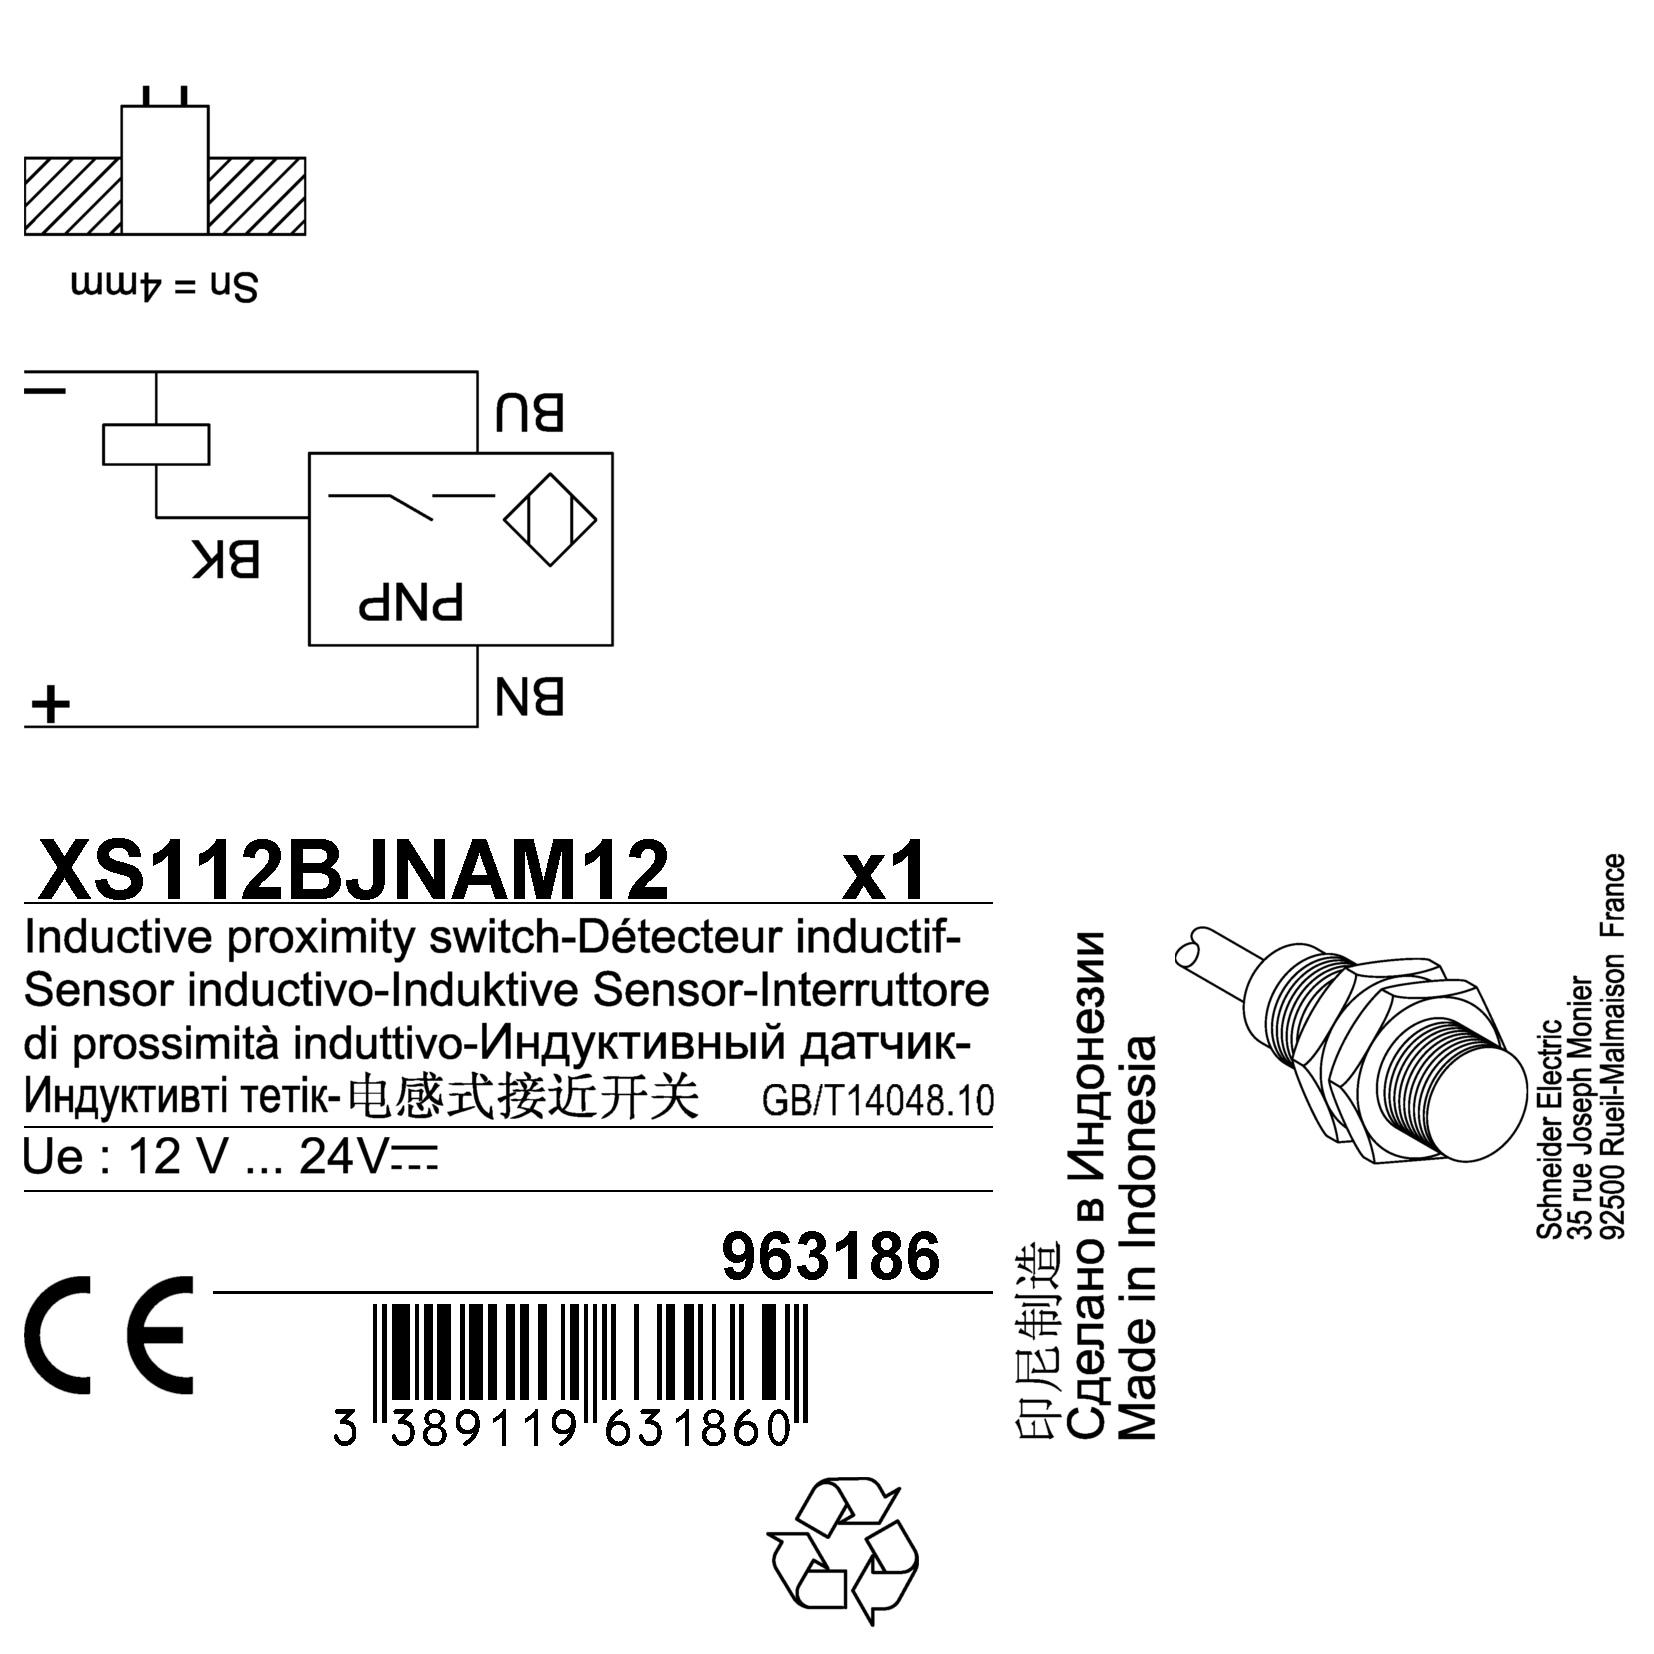 Sn = 4mm
−
BU
BK
PNP
BN
+
XS112BJNAM12 x1
Inductive proximity switch-Détecteur inductif-
Sensor inductivo-Induktive Sensor-Interruttore
di prossimità induttivo-Индуктивный датчик-
Индуктивті тетік-电感式接近开关 GB/T14048.10
Ue : 12 V ... 24V⎓
963186
CE
3 389119 631860
印尼制造
Сделано в Индонезии
Made in Indonesia
Schneider Electric
35 rue Joseph Monier
92500 Rueil-Malmaison France